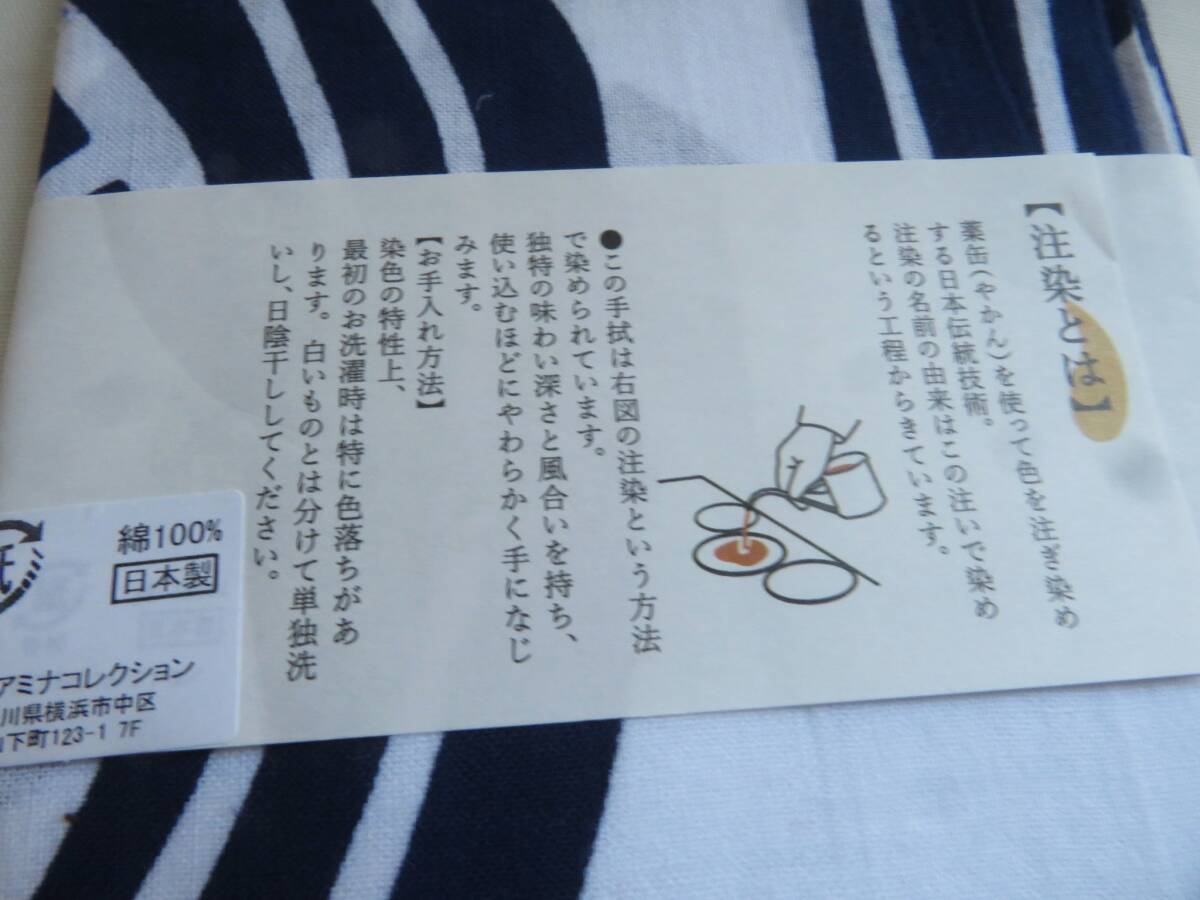 【注染とは】
薬缶(やかん)を使って色を注ぎ染め
する日本伝統技術。
注染の名前の由来はこの注いで染め
るという工程からきています。
●この手拭は右図の注染という方法
で染められています。
独特の味わい深さと風合いを持ち、
使い込むほどにやわらかく手になじ
みます。
【お手入れ方法】
染色の特性上、
最初のお洗濯時は特に色落ちがあ
ります。白いものとは分けて単独洗
いし、日陰干ししてください。
綿100%
日本製
アミナコレクション
川県横浜市中区
下町123-1 7F